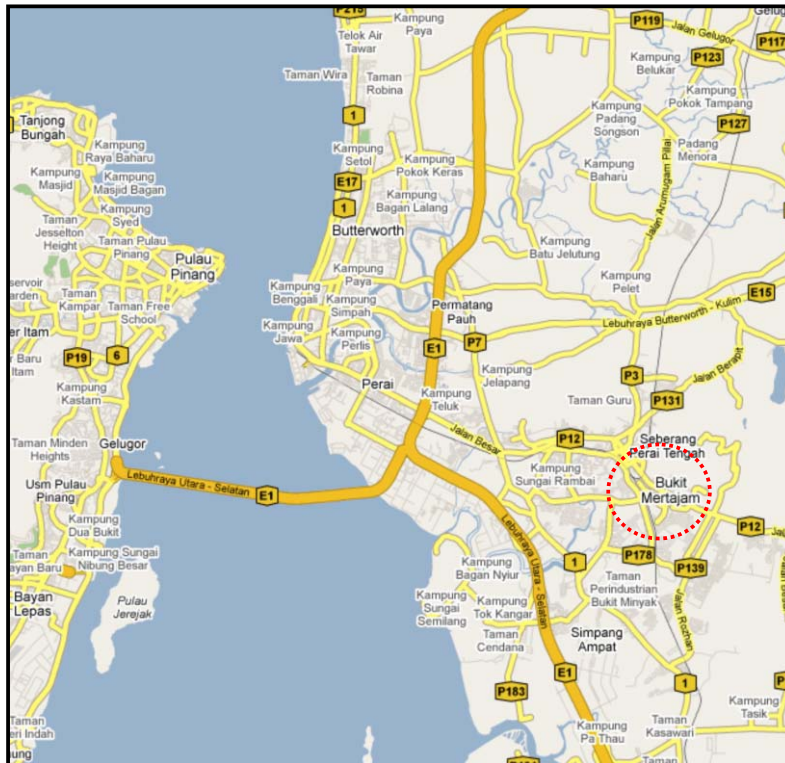 P215
Kampung
Paya
P119
Gelugor
Telok Air
Tawar
Jalan Gelugor
P117
P123
Taman Wira
Taman
Robina
Kampung
Belukar
Kampung
Pokok Tampang
1
Kampung
Padang
Songson
P127
Tanjong
Bungah
Kampung
Raya Baharu
Kampung
Setol
Padang
Menora
Kampung
Masjid
Kampung
Masjid Bagan
E17
Kampung
Pokok Keras
Kampung
Baharu
Jalan Arumugam Pillai
Kampung
Syed
1
Kampung
Bagan Lalang
Taman
Jesselton
Height
Taman Pulau
Pinang
Butterworth
Kampung
Batu Jelutung
Pulau
Pinang
Kampung
Paya
Kampung
Pelet
Kampung
Benggali
E15
Taman
Kampar
Taman Free
School
Kampung
Simpah
Permatang
Pauh
Lebuhraya Butterworth - Kulim
Kampung
Jawa
Kampung
Perlis
er Itam
P19
6
E1
P7
Kampung
Jelapang
Jalan Berapit
P3
Perai
Kampung
Kastam
Kampung
Teluk
Taman Guru
P131
Gelugor
Jalan Besar
P12
Seberang
Perai Tengah
Taman Minden
Heights
Lebuhraya Utara - Selatan
Kampung
Sungai Rambai
Bukit
Mertajam
Usm Pulau
Pinang
E1
Kampung
Dua Bukit
Lebuhraya Utara - Selatan
P12
Taman
ayan Baru
Kampung Sungai
Nibung Besar
Kampung
Bagan Nyiur
1
P178
P139
Bayan
Lepas
Pulau
Jerejak
Kampung
Sungai
Semilang
Kampung
Tok Kangar
Taman
Perindustrian
Bukit Minyak
Jalan Rozhan
Taman
Cendana
Simpang
Ampat
E1
P183
1
Kampung
Tasik
Taman
eri Indah
Kampung
Pa Thau
Taman
Kasawari